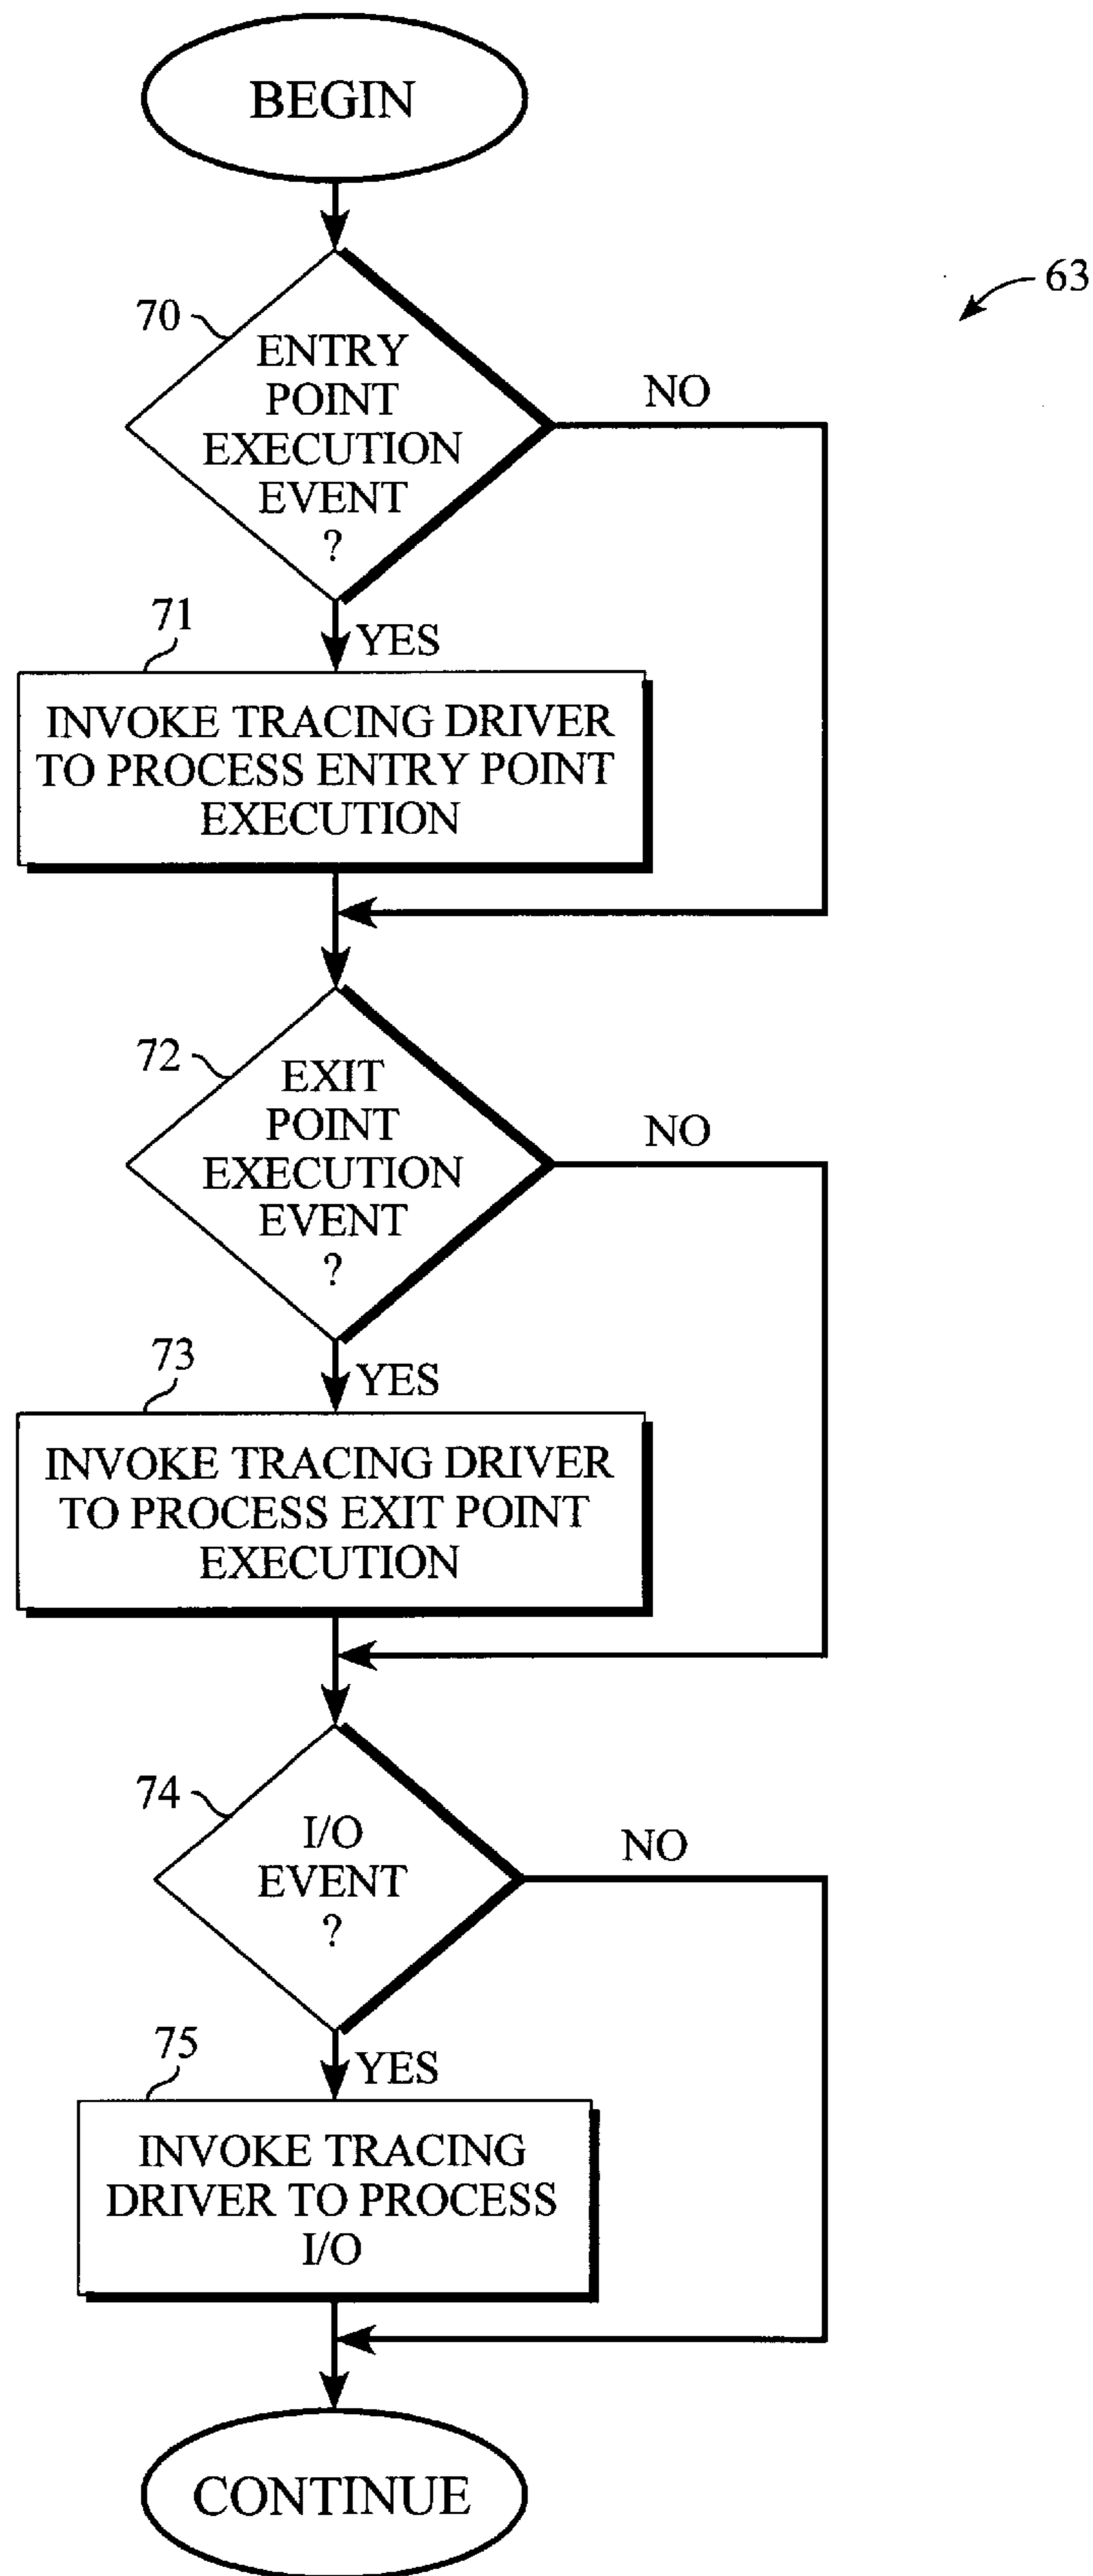 BEGIN
63
70
ENTRY
POINT
EXECUTION
EVENT
?
NO
YES
71
INVOKE TRACING DRIVER
TO PROCESS ENTRY POINT
EXECUTION
72
EXIT
POINT
EXECUTION
EVENT
?
NO
YES
73
INVOKE TRACING DRIVER
TO PROCESS EXIT POINT
EXECUTION
74
I/O
EVENT
?
NO
YES
75
INVOKE TRACING
DRIVER TO PROCESS
I/O
CONTINUE